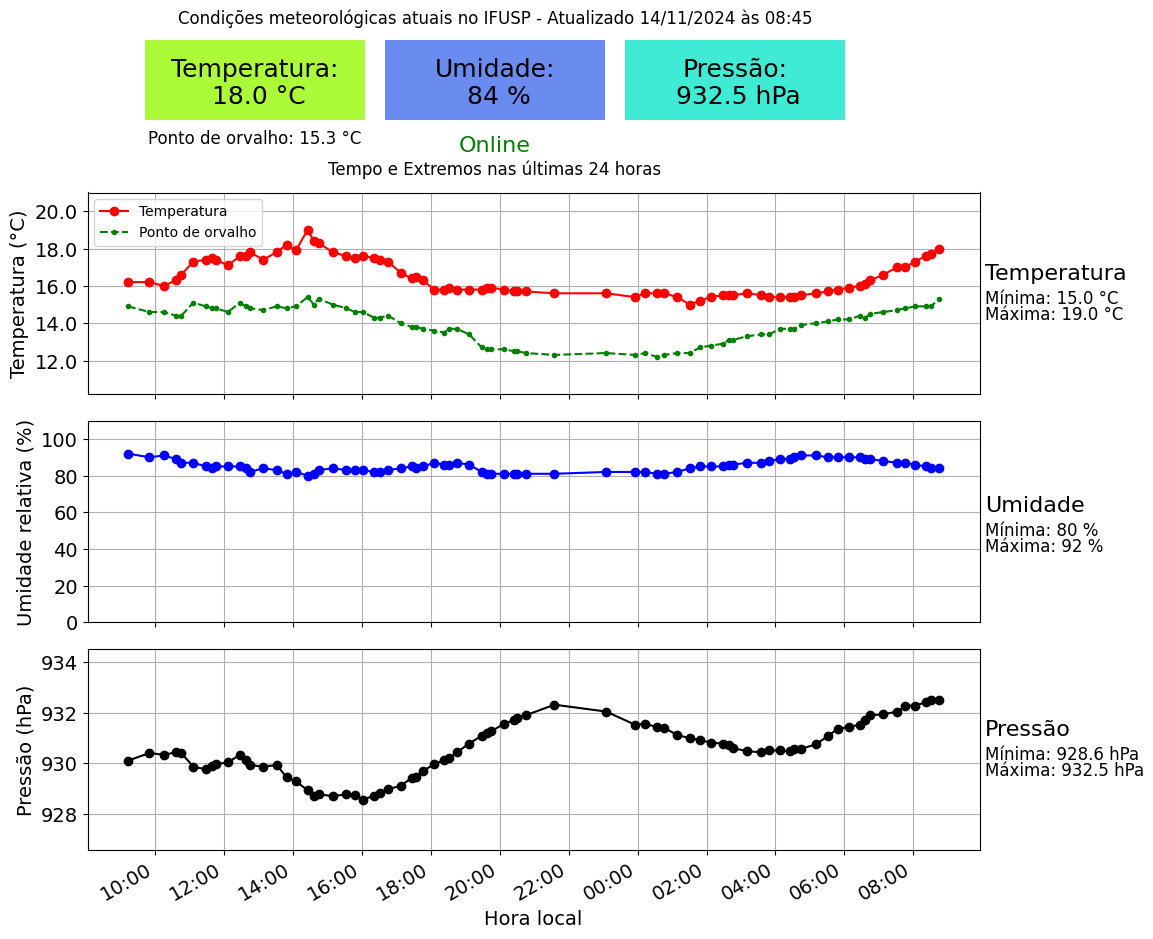 Condições meteorológicas atuais no IFUSP - Atualizado 14/11/2024 às 08:45
Temperatura:
18.0 °C
Umidade:
84 %
Pressão:
932.5 hPa
Ponto de orvalho: 15.3 °C
Online
Tempo e Extremos nas últimas 24 horas
Temperatura (°C)
20.0
18.0
16.0
14.0
12.0
Temperatura
Ponto de orvalho
Temperatura
Mínima: 15.0 °C
Máxima: 19.0 °C
Umidade relativa (%)
100
80
60
40
20
0
Umidade
Mínima: 80 %
Máxima: 92 %
Pressão (hPa)
934
932
930
928
Pressão
Mínima: 928.6 hPa
Máxima: 932.5 hPa
10:00 12:00 14:00 16:00 18:00 20:00 22:00 00:00 02:00 04:00 06:00 08:00
Hora local